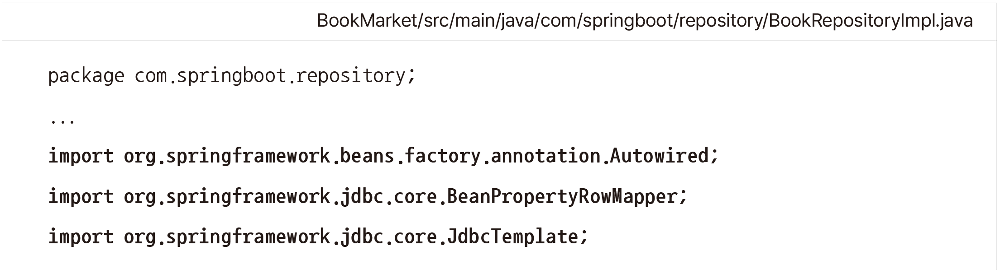 BookMarket/src/main/java/com/springboot/repository/BookRepositoryImpl.java
package com.springboot.repository;
...
import org.springframework.beans.factory.annotation.Autowired;
import org.springframework.jdbc.core.BeanPropertyRowMapper;
import org.springframework.jdbc.core.JdbcTemplate;